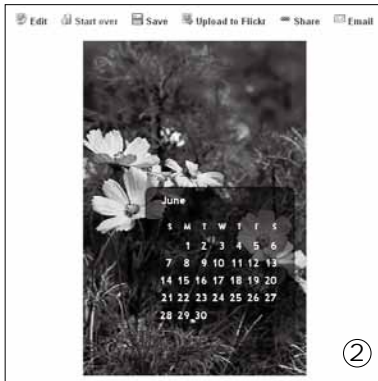 Edit Start over Save Upload to Flickr Share Email
June
S M T W T F S
1 2 3 4 5 6
7 8 9 10 11 12 13
14 15 16 17 18 19 20
21 22 23 24 25 26 27
28 29 30
2